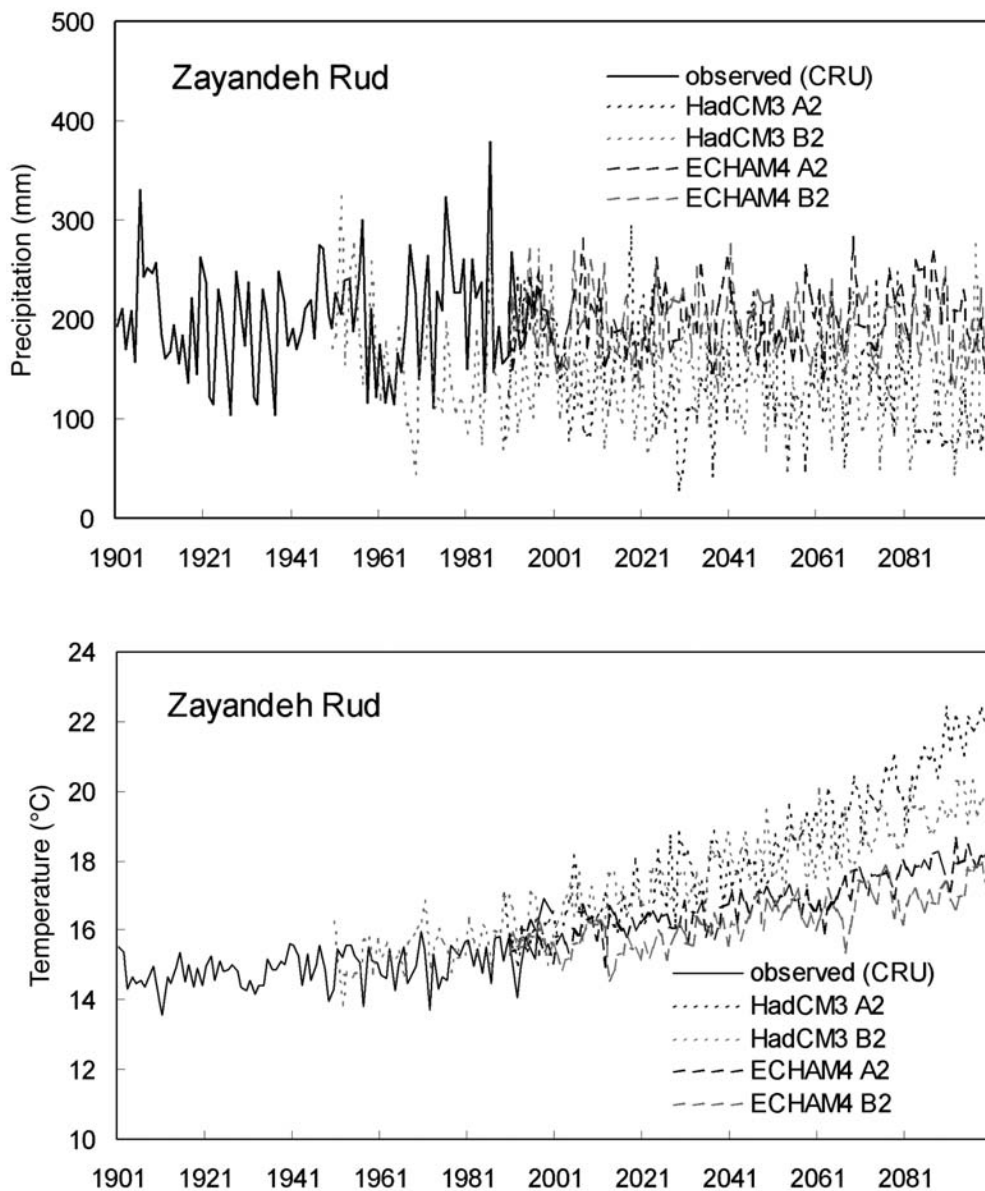 500
400
300
200
100
0
Precipitation (mm)
Zayandeh Rud
observed (CRU)
HadCM3 A2
HadCM3 B2
ECHAM4 A2
ECHAM4 B2
1901 1921 1941 1961 1981 2001 2021 2041 2061 2081
24
22
20
18
16
14
12
10
Temperature (°C)
Zayandeh Rud
observed (CRU)
HadCM3 A2
HadCM3 B2
ECHAM4 A2
ECHAM4 B2
1901 1921 1941 1961 1981 2001 2021 2041 2061 2081